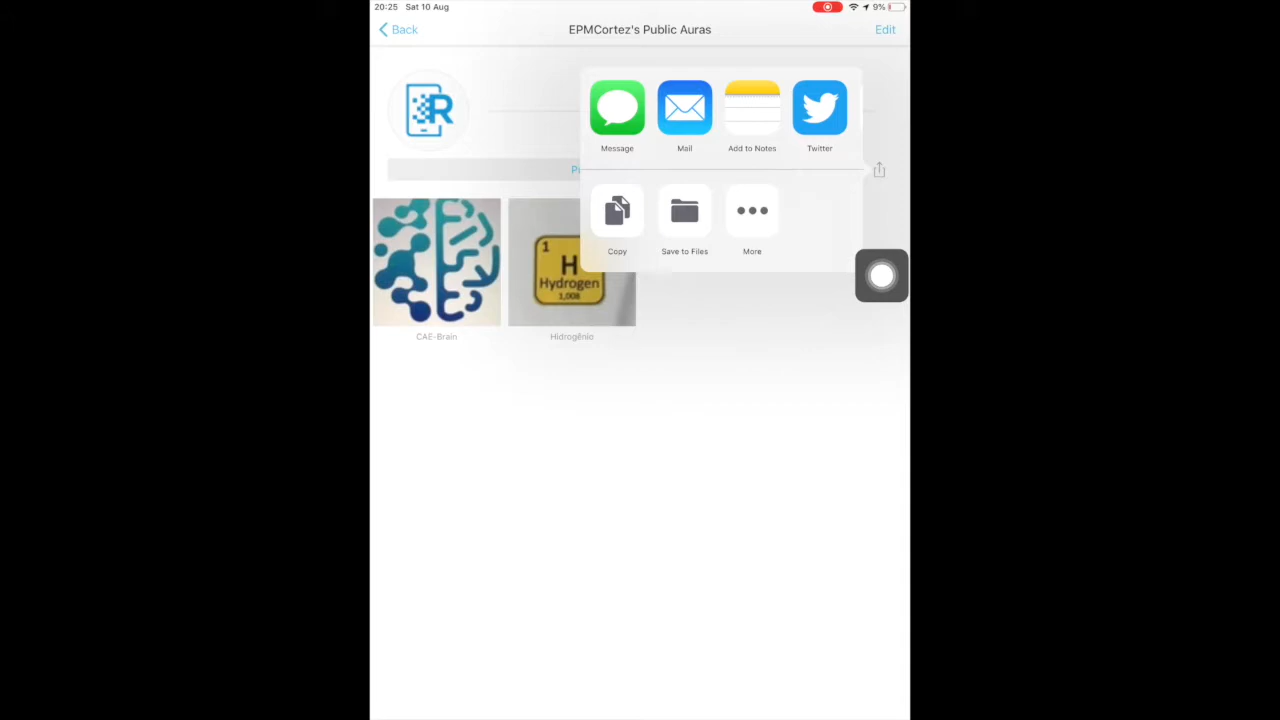 20:25 Sat 10 Aug
9%
Back
EPMCortez's Public Auras
Edit
R
Message
Mail
Add to Notes
Twitter
Copy
Save to Files
More
1
H
Hydrogen
1,008
CAE-Brain
Hidrogênio